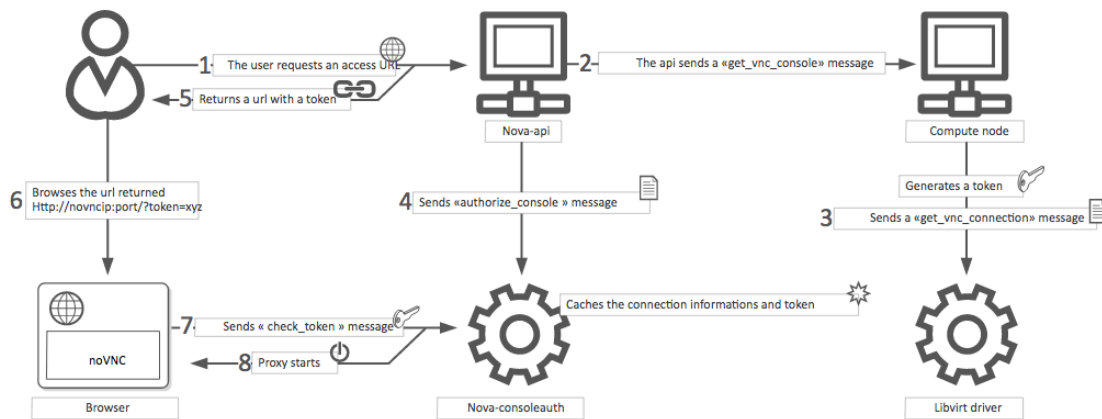 1
The user requests an access URL
2
The api sends a «get_vnc_console» message
5
Returns a url with a token
Nova-api
Compute node
6
Browses the url returned
Http://novncip:port/?token=xyz
4
Sends «authorize_console » message
Generates a token
3
Sends a «get_vnc_connection» message
Caches the connection informations and token
7
Sends « check_token » message
noVNC
8
Proxy starts
Browser
Nova-consoleauth
Libvirt driver